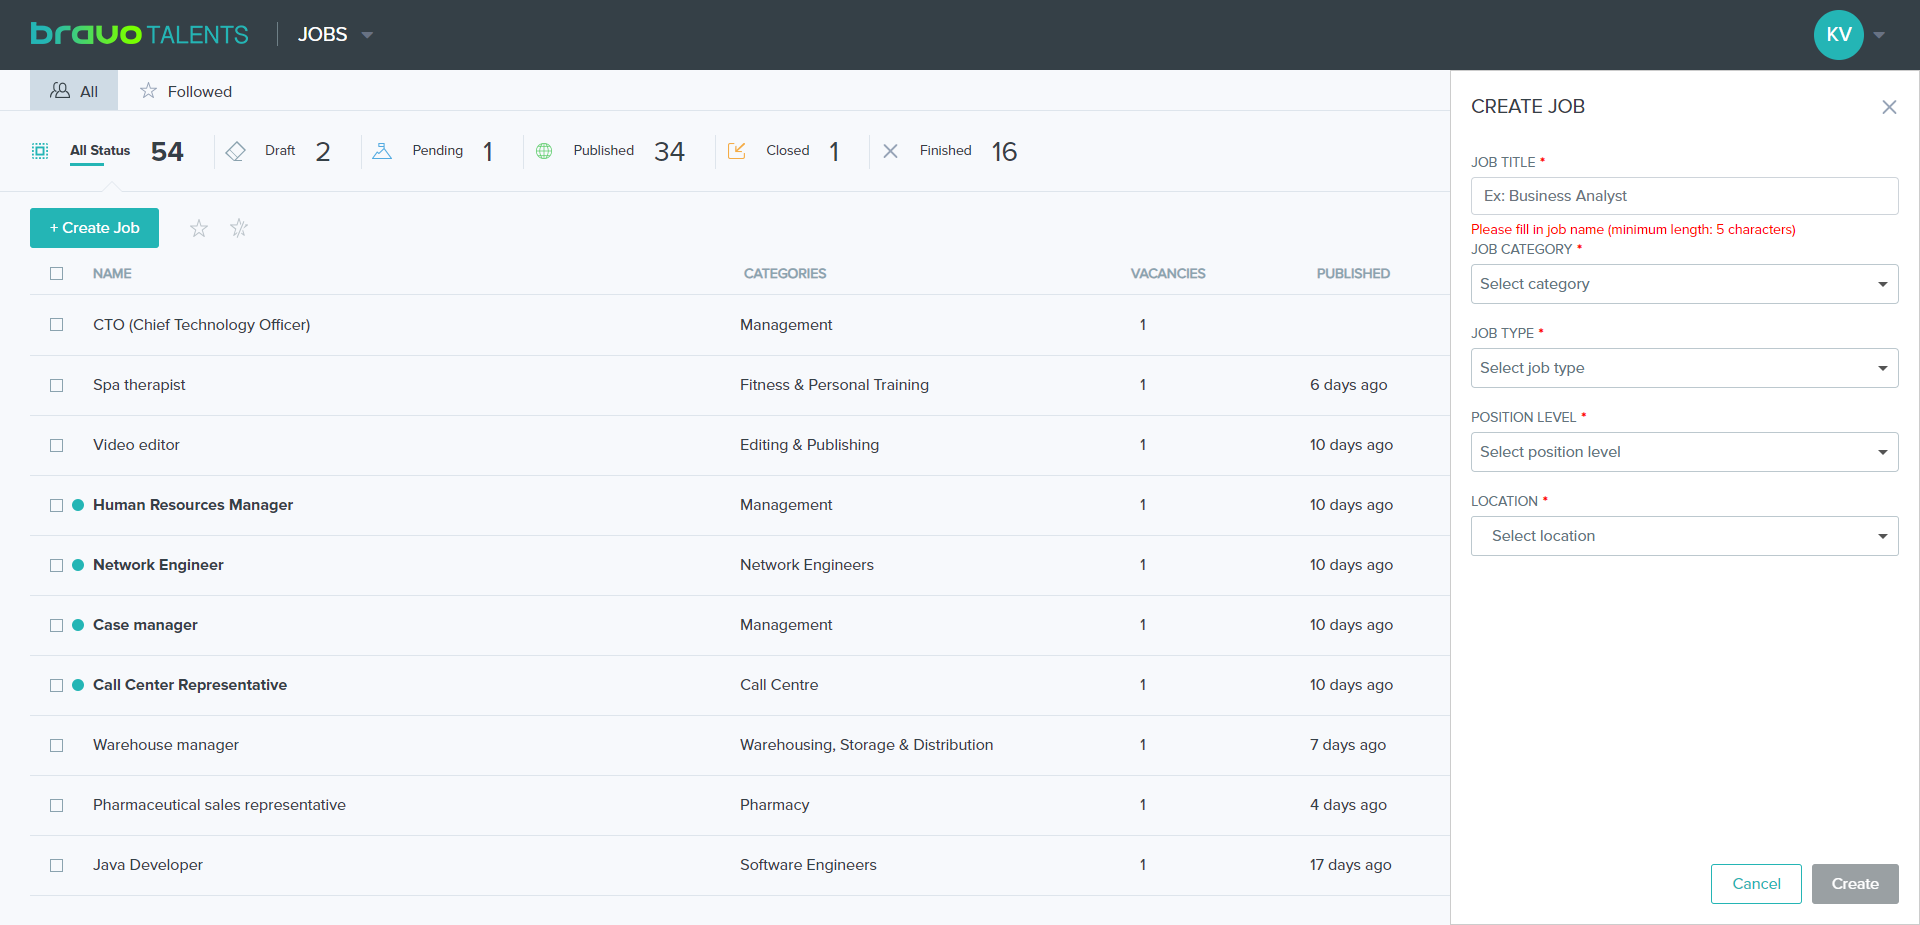 bravo TALENTS JOBS KV
All Followed
All Status 54 Draft 2 Pending 1 Published 34 Closed 1 Finished 16
+ Create Job
NAME CATEGORIES VACANCIES PUBLISHED
CTO (Chief Technology Officer) Management 1
Spa therapist Fitness & Personal Training 1 6 days ago
Video editor Editing & Publishing 1 10 days ago
Human Resources Manager Management 1 10 days ago
Network Engineer Network Engineers 1 10 days ago
Case manager Management 1 10 days ago
Call Center Representative Call Centre 1 10 days ago
Warehouse manager Warehousing, Storage & Distribution 1 7 days ago
Pharmaceutical sales representative Pharmacy 1 4 days ago
Java Developer Software Engineers 1 17 days ago
CREATE JOB
JOB TITLE *
Ex: Business Analyst
Please fill in job name (minimum length: 5 characters)
JOB CATEGORY *
Select category
JOB TYPE *
Select job type
POSITION LEVEL *
Select position level
LOCATION *
Select location
Cancel Create